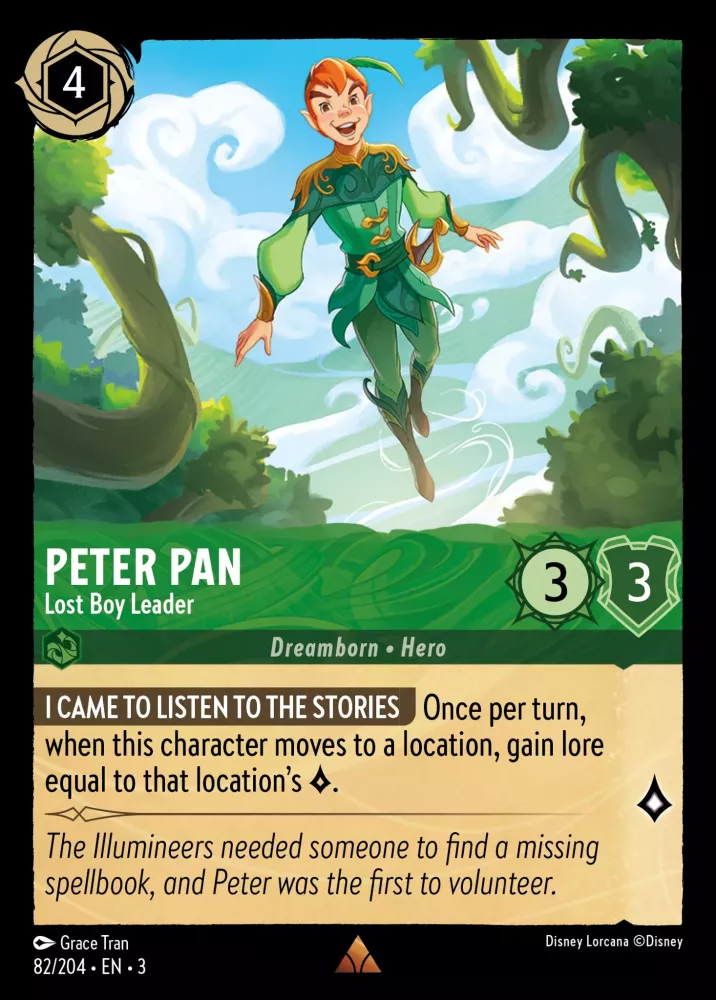 4
PETER PAN
Lost Boy Leader
3
3
Dreamborn • Hero
I CAME TO LISTEN TO THE STORIES Once per turn,
when this character moves to a location, gain lore
equal to that location's .
The Illumineers needed someone to find a missing
spellbook, and Peter was the first to volunteer.
Grace Tran
Disney Lorcana ©Disney
82/204 • EN • 3